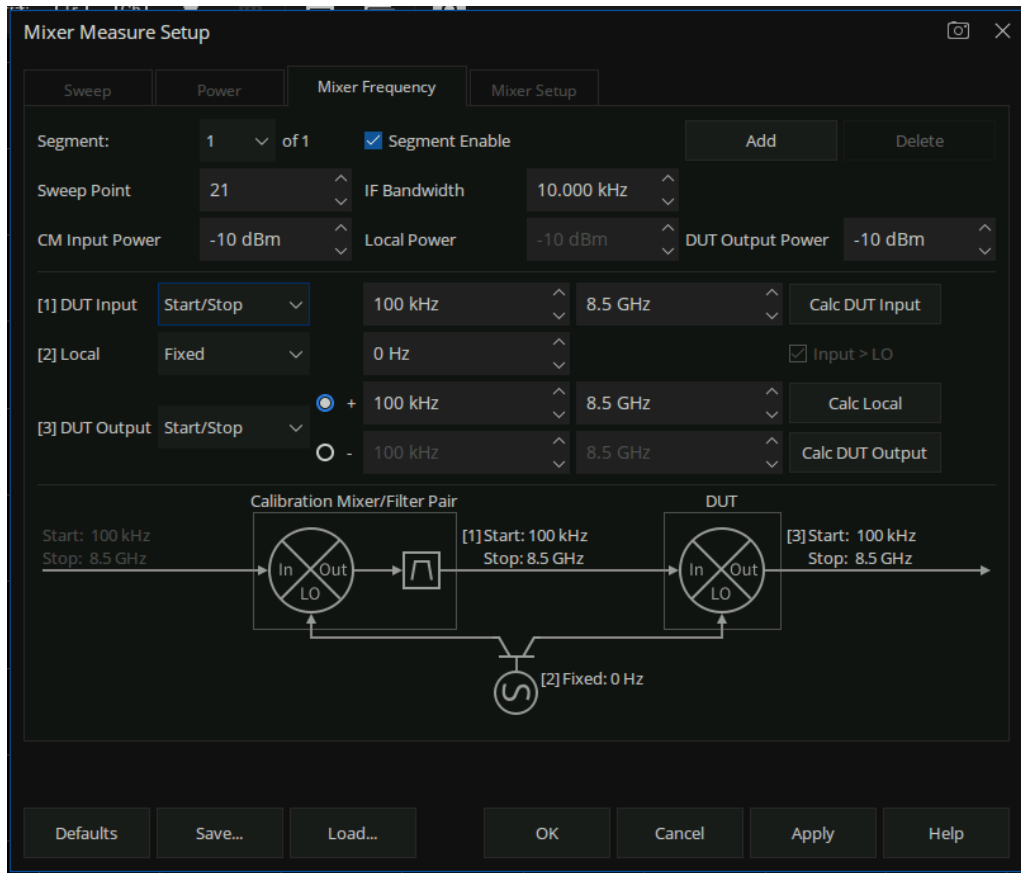 Mixer Measure Setup
Sweep Power Mixer Frequency Mixer Setup
Segment: 1 of 1 Segment Enable Add Delete
Sweep Point 21 IF Bandwidth 10.000 kHz
CM Input Power -10 dBm Local Power -10 dBm DUT Output Power -10 dBm
[1] DUT Input Start/Stop 100 kHz 8.5 GHz Calc DUT Input
[2] Local Fixed 0 Hz Input > LO
+ 100 kHz 8.5 GHz Calc Local
[3] DUT Output Start/Stop
- 100 kHz 8.5 GHz Calc DUT Output
Calibration Mixer/Filter Pair DUT
Start: 100 kHz [1] Start: 100 kHz [3] Start: 100 kHz
Stop: 8.5 GHz Stop: 8.5 GHz Stop: 8.5 GHz
In Out In Out
LO LO
[2] Fixed: 0 Hz
Defaults Save... Load... OK Cancel Apply Help